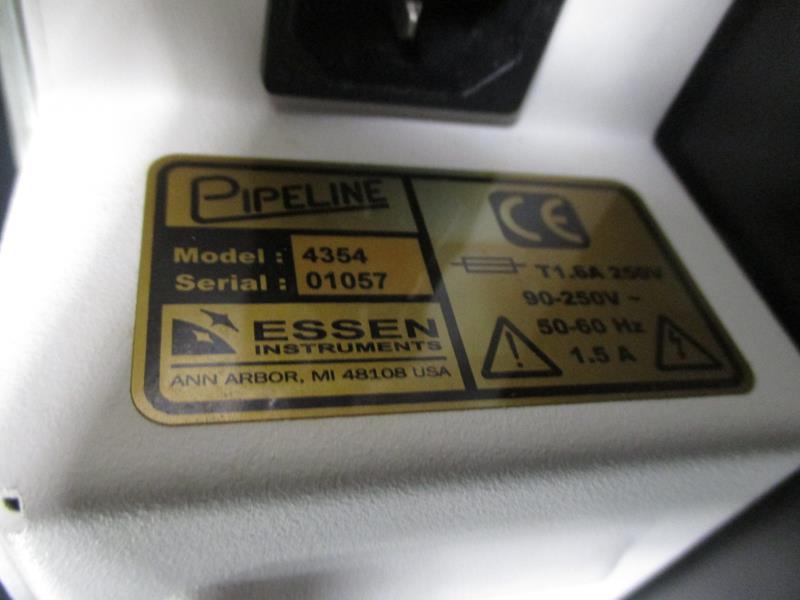 PIPELINE
Model : 4354
Serial : 01057
ESSEN
INSTRUMENTS
ANN ARBOR, MI 48108 USA
CE
T1.6A 250V
90-250V ~
50-60 Hz
1.5 A